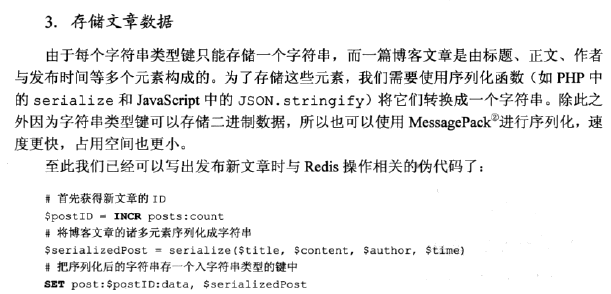 3. 存储文章数据
由于每个字符串类型键只能存储一个字符串，而一篇博客文章是由标题、正文、作者
与发布时间等多个元素构成的。为了存储这些元素，我们需要使用序列化函数（如 PHP 中
的 serialize 和 JavaScript 中的 JSON.stringify）将它们转换成一个字符串。除此之
外因为字符串类型键可以存储二进制数据，所以也可以使用 MessagePack②进行序列化，速
度更快，占用空间也更小。
至此我们已经可以写出发布新文章时与 Redis 操作相关的伪代码了：
# 首先获得新文章的 ID
$postID = INCR posts:count
# 将博客文章的诸多元素序列化成字符串
$serializedPost = serialize($title, $content, $author, $time)
# 把序列化后的字符串存一个入字符串类型的键中
SET post:$postID:data, $serializedPost